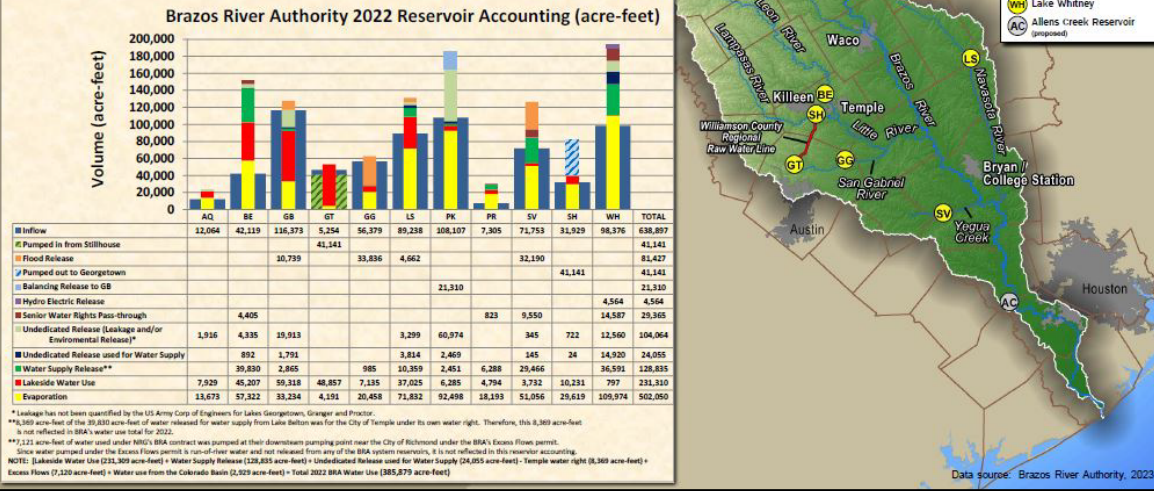 Brazos River Authority 2022 Reservoir Accounting (acre-feet)
Volume (acre-feet)
200,000
180,000
160,000
140,000
120,000
100,000
80,000
60,000
40,000
20,000
0
AQ BE GB GT GG LS PK PR SV SH WH TOTAL
Inflow 12,064 42,119 116,373 5,254 56,379 89,238 108,107 7,305 71,753 31,929 98,376 638,897
Pumped in from Stillhouse 41,141 41,141
Flood Release 10,739 33,836 4,662 32,190 81,427
Pumped out to Georgetown 41,141 41,141
Balancing Release to GB 21,310 21,310
Hydro Electric Release 4,564 4,564
Senior Water Rights Pass-through 4,405 823 9,550 14,587 29,365
Undedicated Release (Leakage and/or
Enviromental Release)* 1,916 4,335 19,913 3,299 60,974 345 722 12,560 104,064
Undedicated Release used for Water Supply 892 1,791 3,814 2,469 145 24 14,920 24,055
Water Supply Release** 39,830 2,865 985 10,359 2,451 6,288 29,466 36,591 128,835
Lakeside Water Use 7,929 45,207 59,318 48,857 7,135 37,025 6,285 4,794 3,732 10,231 797 231,310
Evaporation 13,673 57,322 33,234 4,191 20,458 71,832 92,498 18,193 51,056 29,619 109,974 502,050
* Leakage has not been quantified by the US Army Corp of Engineers for Lakes Georgetown, Granger and Proctor.
**8,369 acre-feet of the 39,830 acre-feet of water released for water supply from Lake Belton was for the City of Temple under its own water right. Therefore, this 8,369 acre-feet
is not reflected in BRA's water use total for 2022.
**7,121 acre-feet of water used under NRG's BRA contract was pumped at their downsteam pumping point near the City of Richmond under the BRA's Excess Flows permit.
Since water pumped under the Excess Flows Permit is run-of-river water and not released from any of the BRA system reservoirs, it is not reflected in this reservoir accounting.
NOTE: [Lakeside Water Use (231,309 acre-feet) + Water Supply Release (128,835 acre-feet) + Undedicated Release used for Water Supply (24,055 acre-feet) - Temple water right (8,369 acre-feet) +
Excess Flows (7,120 acre-feet) + Water use from the Colorado Basin (2,929 acre-feet) = Total 2022 BRA Water Use (385,879 acre-feet)
WH Lake Whitney
AC Allens Creek Reservoir
(proposed)
Leon River
Lampasas River
Waco
Brazos River
LS
Navasota River
Killeen
BE
Temple
SH
Little River
Williamson County
Regional
Raw Water Line
GT
GG
San Gabriel
River
Bryan /
College Station
SV
Yegua
Creek
Austin
AC
Houston
Data source: Brazos River Authority, 2023